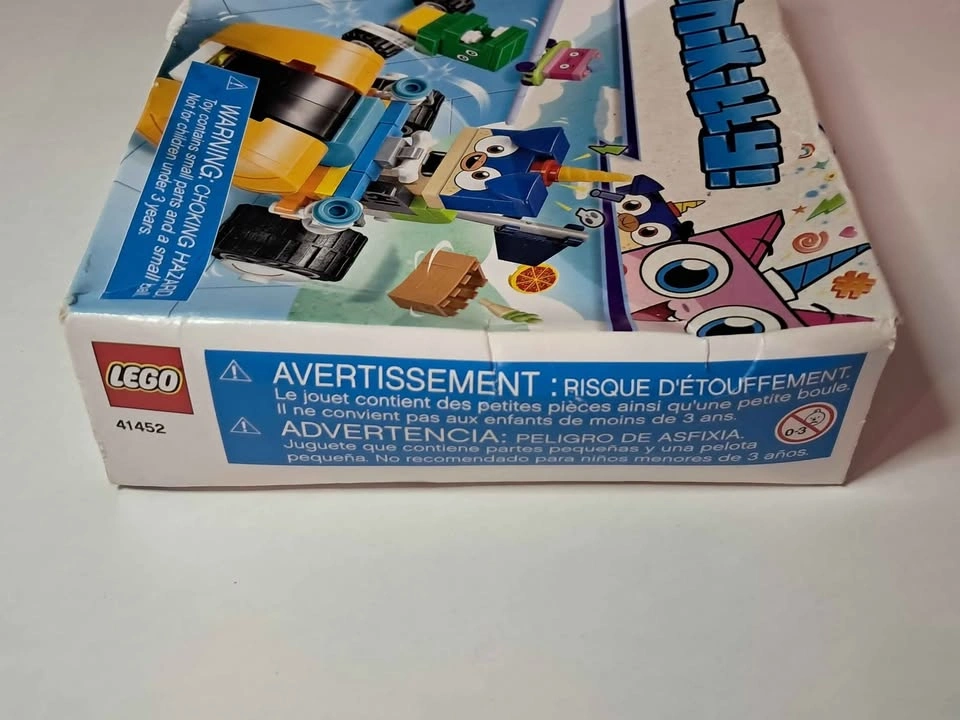 nikitty!
WARNING: CHOKING HAZARD
Toy contains small parts and a small ball.
Not for children under 3 years.
LEGO
41452
AVERTISSEMENT : RISQUE D'ÉTOUFFEMENT.
Le jouet contient des petites pièces ainsi qu'une petite boule.
Il ne convient pas aux enfants de moins de 3 ans.
ADVERTENCIA: PELIGRO DE ASFIXIA.
Juguete que contiene partes pequeñas y una pelota
pequeña. No recomendado para niños menores de 3 años.
0-3
#